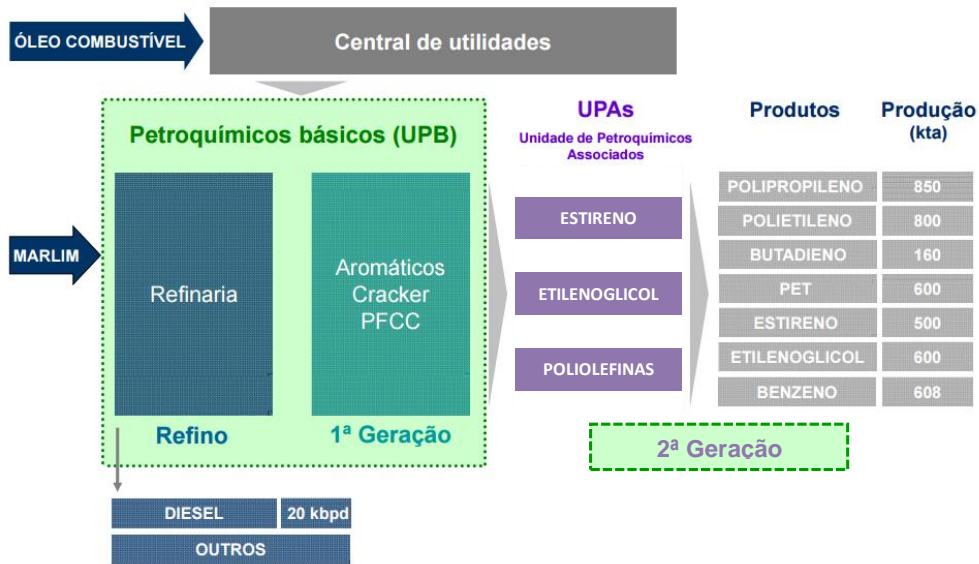 ÓLEO COMBUSTÍVEL
Central de utilidades
Petroquímicos básicos (UPB)
MARLIM
Refinaria
Refino
Aromáticos
Cracker
PFCC
1ª Geração
DIESEL
20 kbpd
OUTROS
UPAs
Unidade de Petroquimicos
Associados
ESTIRENO
ETILENOGLICOL
POLIOLEFINAS
2ª Geração
Produtos
Produção
(kta)
POLIPROPILENO 850
POLIETILENO 800
BUTADIENO 160
PET 600
ESTIRENO 500
ETILENOGLICOL 600
BENZENO 608